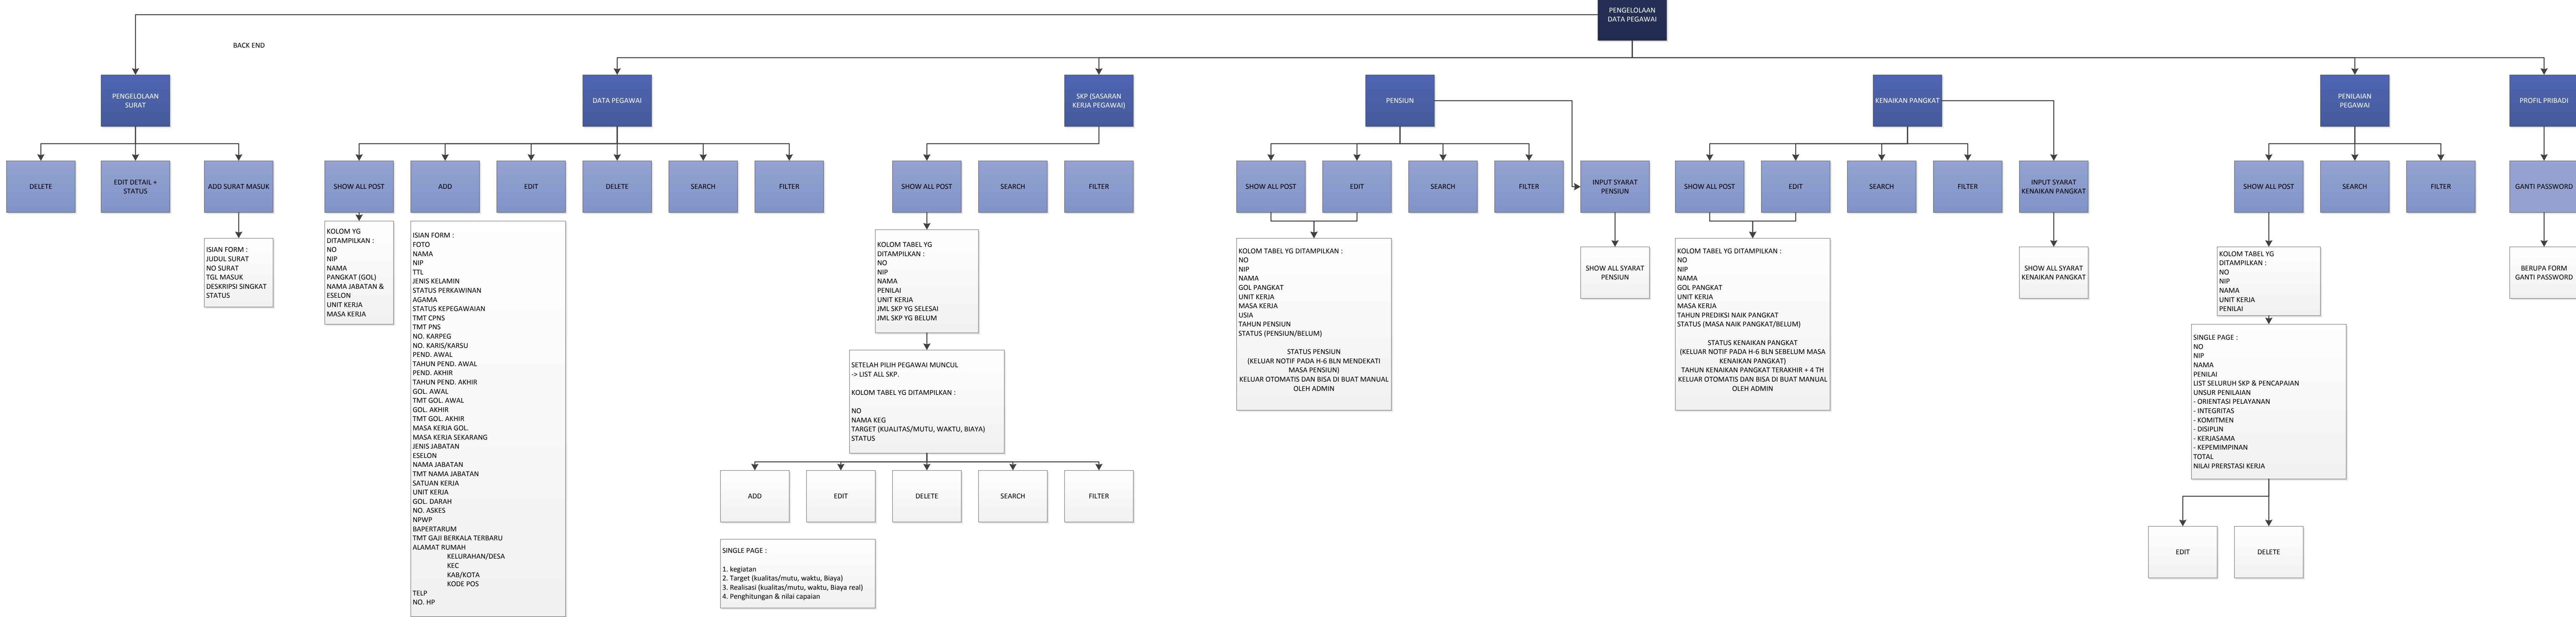 PENGELOLAAN
DATA PEGAWAI
BACK END
PENGELOLAAN
SURAT
DATA PEGAWAI
SKP (SASARAN
KERJA PEGAWAI)
PENSIUN
KENAIKAN PANGKAT
PENILAIAN
PEGAWAI
PROFIL PRIBADI
DELETE
EDIT DETAIL +
STATUS
ADD SURAT MASUK
SHOW ALL POST
ADD
EDIT
DELETE
SEARCH
FILTER
SHOW ALL POST
SEARCH
FILTER
SHOW ALL POST
EDIT
SEARCH
FILTER
INPUT SYARAT
PENSIUN
SHOW ALL POST
EDIT
SEARCH
FILTER
INPUT SYARAT
KENAIKAN PANGKAT
SHOW ALL POST
SEARCH
FILTER
GANTI PASSWORD
ISIAN FORM :
JUDUL SURAT
NO SURAT
TGL MASUK
DESKRIPSI SINGKAT
STATUS
KOLOM YG
DITAMPILKAN :
NO
NIP
NAMA
PANGKAT (GOL)
NAMA JABATAN &
ESELON
UNIT KERJA
MASA KERJA
ISIAN FORM :
FOTO
NAMA
NIP
TTL
JENIS KELAMIN
STATUS PERKAWINAN
AGAMA
STATUS KEPEGAWAIAN
TMT CPNS
TMT PNS
NO. KARPEG
NO. KARIS/KARSU
PEND. AWAL
TAHUN PEND. AWAL
PEND. AKHIR
TAHUN PEND. AKHIR
GOL. AWAL
TMT GOL. AWAL
GOL. AKHIR
TMT GOL. AKHIR
MASA KERJA GOL.
MASA KERJA SEKARANG
JENIS JABATAN
ESELON
NAMA JABATAN
TMT NAMA JABATAN
SATUAN KERJA
UNIT KERJA
GOL. DARAH
NO. ASKES
NPWP
BAPERTARUM
TMT GAJI BERKALA TERBARU
ALAMAT RUMAH
KELURAHAN/DESA
KEC
KAB/KOTA
KODE POS
TELP
NO. HP
KOLOM TABEL YG
DITAMPILKAN :
NO
NIP
NAMA
PENILAI
UNIT KERJA
JML SKP YG SELESAI
JML SKP YG BELUM
SETELAH PILIH PEGAWAI MUNCUL
-> LIST ALL SKP.
KOLOM TABEL YG DITAMPILKAN :
NO
NAMA KEG
TARGET (KUALITAS/MUTU, WAKTU, BIAYA)
STATUS
ADD
EDIT
DELETE
SEARCH
FILTER
SINGLE PAGE :
1. kegiatan
2. Target (kualitas/mutu, waktu, Biaya)
3. Realisasi (kualitas/mutu, waktu, Biaya real)
4. Penghitungan & nilai capaian
KOLOM TABEL YG DITAMPILKAN :
NO
NIP
NAMA
GOL PANGKAT
UNIT KERJA
MASA KERJA
USIA
TAHUN PENSIUN
STATUS (PENSIUN/BELUM)
STATUS PENSIUN
(KELUAR NOTIF PADA H-6 BLN MENDEKATI
MASA PENSIUN)
KELUAR OTOMATIS DAN BISA DI BUAT MANUAL
OLEH ADMIN
SHOW ALL SYARAT
PENSIUN
KOLOM TABEL YG DITAMPILKAN :
NO
NIP
NAMA
GOL PANGKAT
UNIT KERJA
MASA KERJA
TAHUN PREDIKSI NAIK PANGKAT
STATUS (MASA NAIK PANGKAT/BELUM)
STATUS KENAIKAN PANGKAT
(KELUAR NOTIF PADA H-6 BLN SEBELUM MASA
KENAIKAN PANGKAT)
TAHUN KENAIKAN PANGKAT TERAKHIR + 4 TH
KELUAR OTOMATIS DAN BISA DI BUAT MANUAL
OLEH ADMIN
SHOW ALL SYARAT
KENAIKAN PANGKAT
KOLOM TABEL YG
DITAMPILKAN :
NO
NIP
NAMA
UNIT KERJA
PENILAI
SINGLE PAGE :
NO
NIP
NAMA
PENILAI
LIST SELURUH SKP & PENCAPAIAN
UNSUR PENILAIAN
- ORIENTASI PELAYANAN
- INTEGRITAS
- KOMITMEN
- DISIPLIN
- KERJASAMA
- KEPEMIMPINAN
TOTAL
NILAI PRERSTASI KERJA
EDIT
DELETE
BERUPA FORM
GANTI PASSWORD